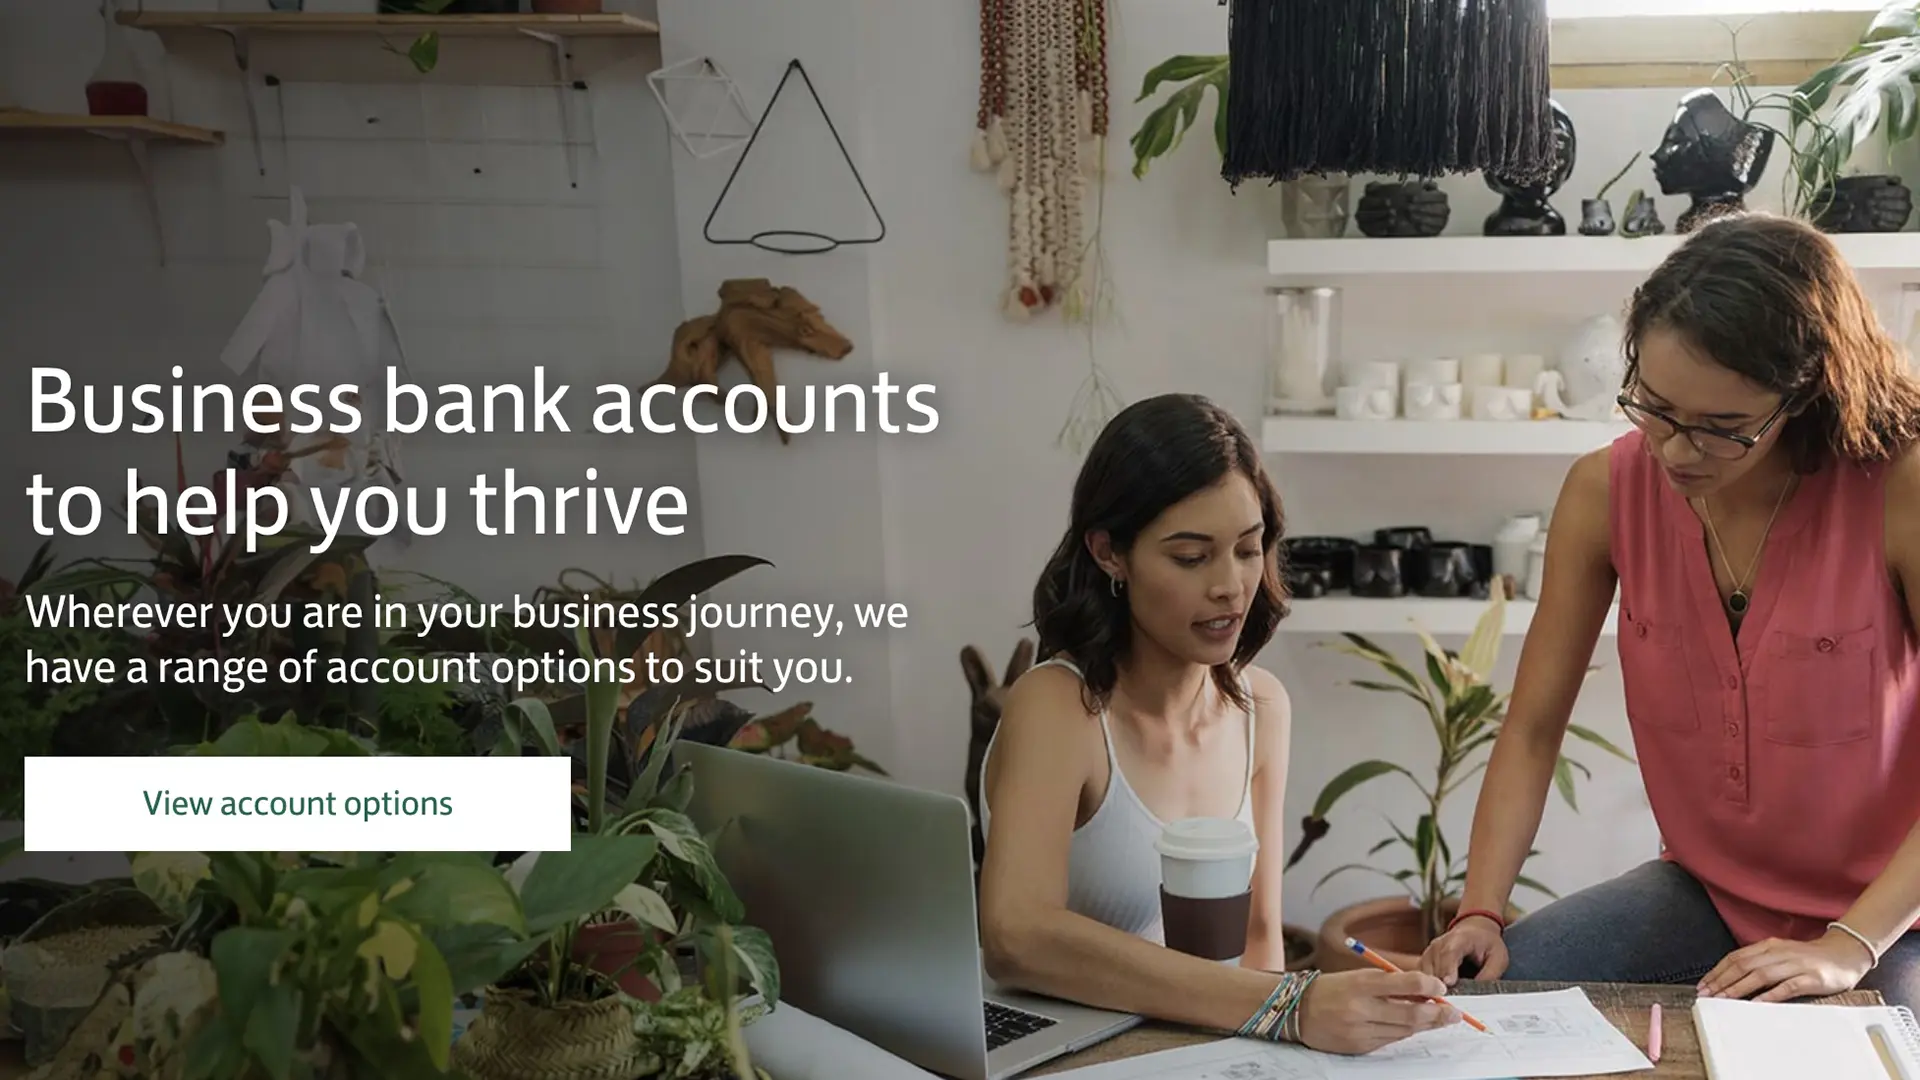 Business bank accounts
to help you thrive
Wherever you are in your business journey, we
have a range of account options to suit you.
View account options